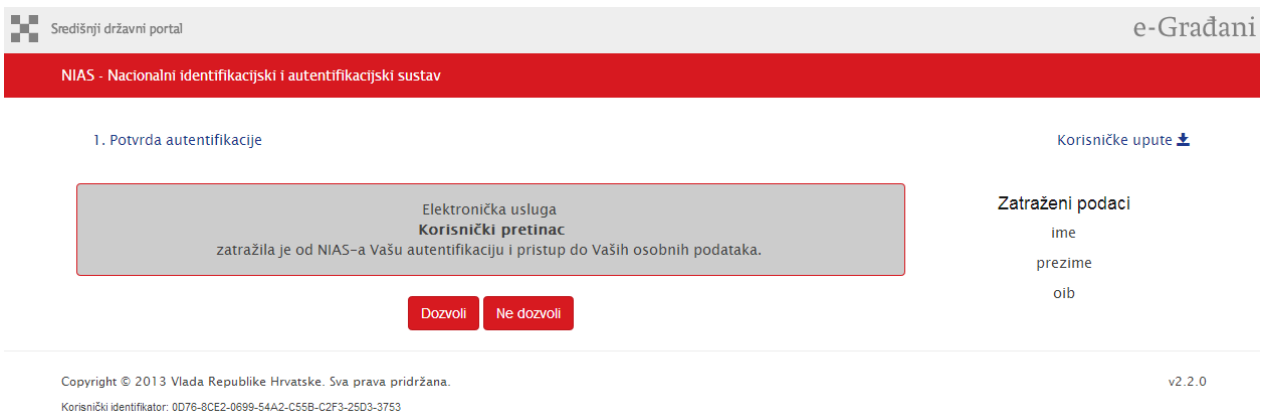 Središnji državni portal
e-Građani
NIAS - Nacionalni identifikacijski i autentifikacijski sustav
1. Potvrda autentifikacije
Korisničke upute
Elektronička usluga
Korisnički pretinac
zatražila je od NIAS-a Vašu autentifikaciju i pristup do Vaših osobnih podataka.
Dozvoli
Ne dozvoli
Zatraženi podaci
ime
prezime
oib
Copyright © 2013 Vlada Republike Hrvatske. Sva prava pridržana.
v2.2.0
Korisnički identifikator: 0D76-8CE2-0699-54A2-C55B-C2F3-25D3-3753